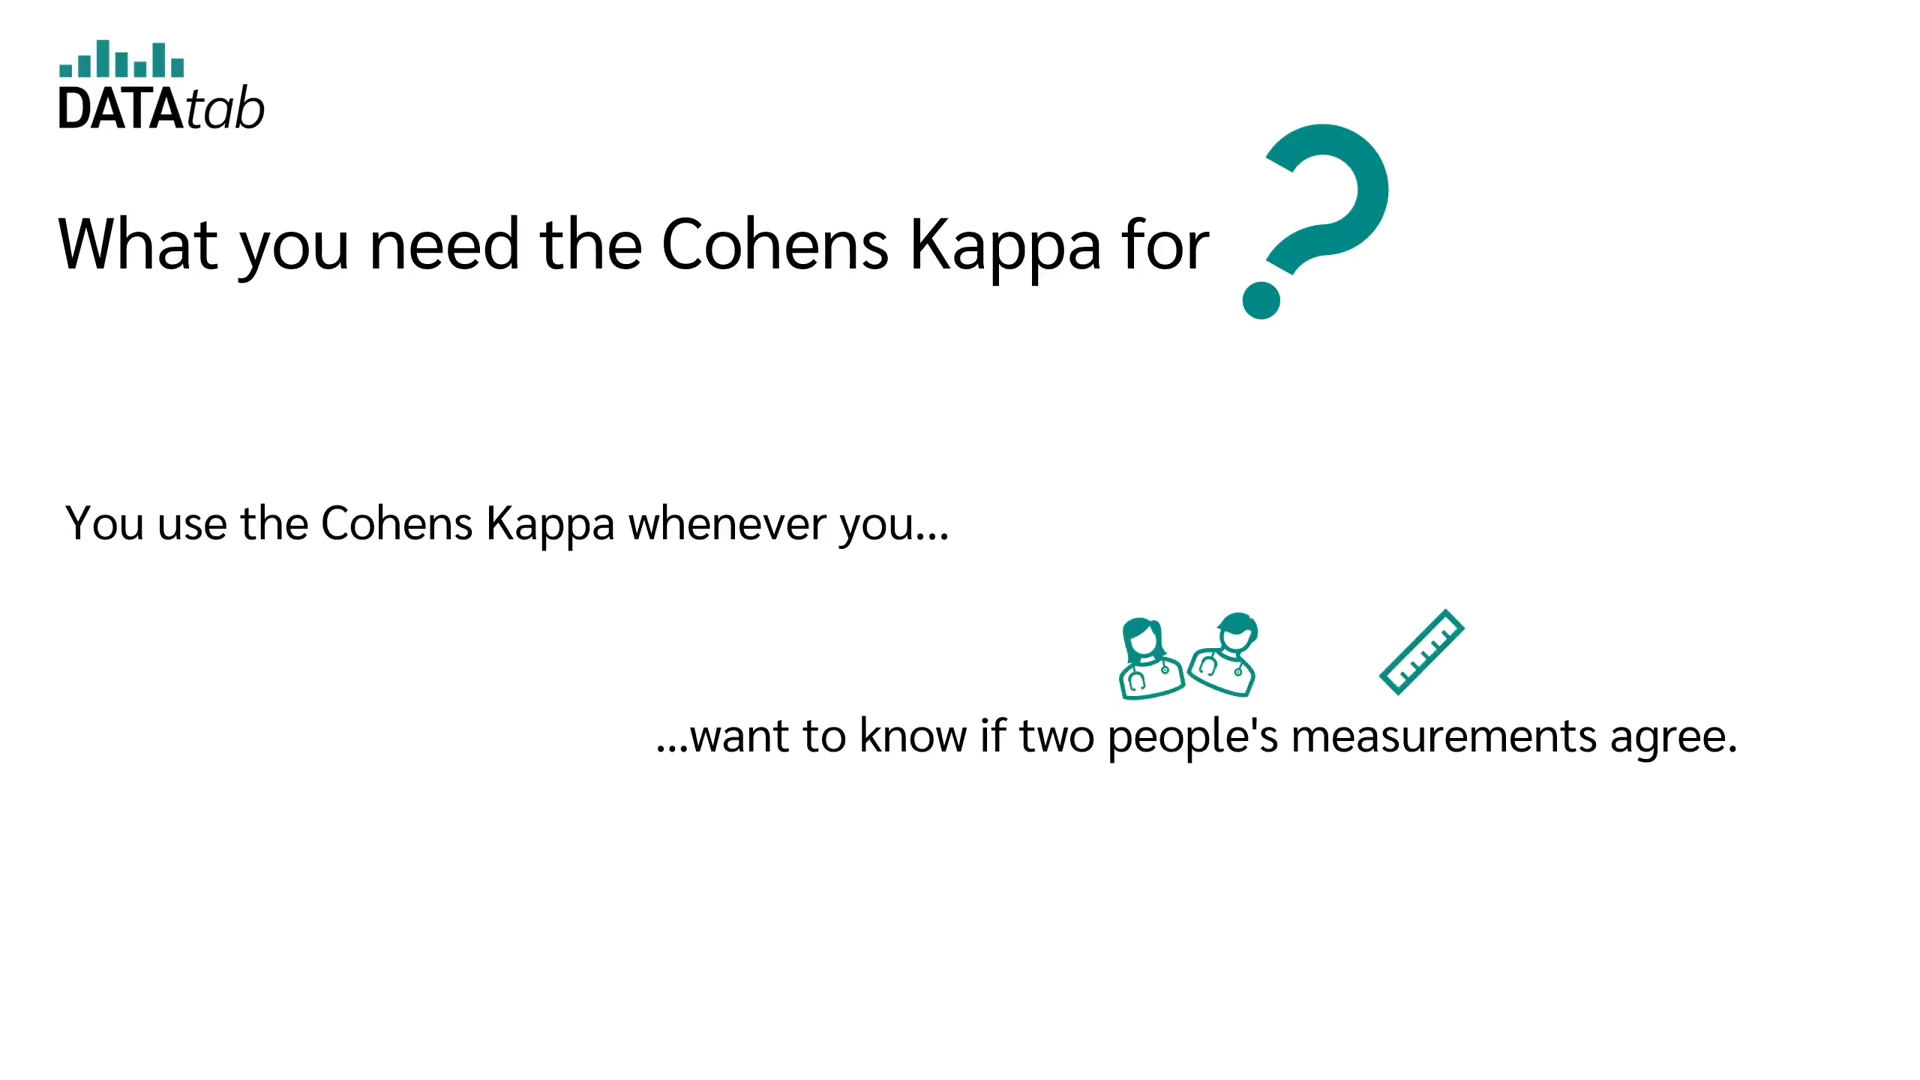 DATAtab
What you need the Cohens Kappa for ?
You use the Cohens Kappa whenever you...
...want to know if two people's measurements agree.